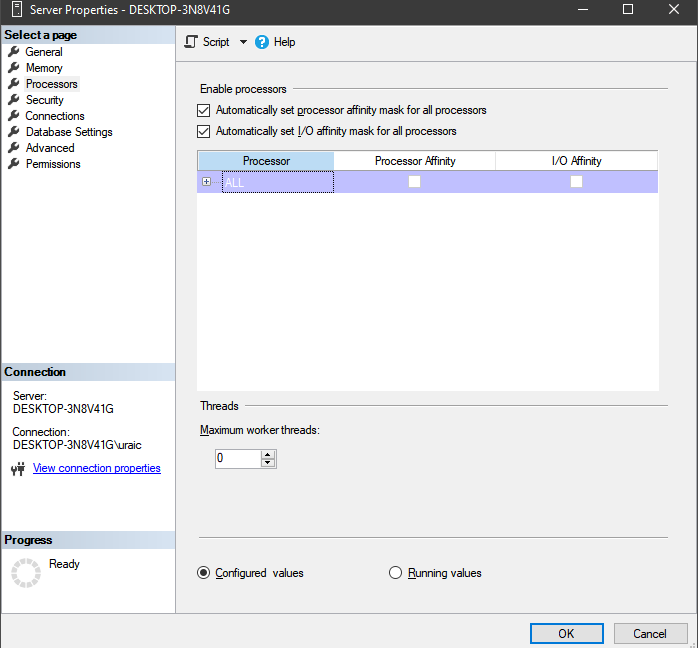 Server Properties - DESKTOP-3N8V41G
Select a page
General
Memory
Processors
Security
Connections
Database Settings
Advanced
Permissions
Script
Help
Enable processors
Automatically set processor affinity mask for all processors
Automatically set I/O affinity mask for all processors
Processor Processor Affinity I/O Affinity
ALL
Threads
Maximum worker threads:
0
Connection
Server:
DESKTOP-3N8V41G
Connection:
DESKTOP-3N8V41G\uraic
View connection properties
Progress
Ready
Configured values Running values
OK Cancel